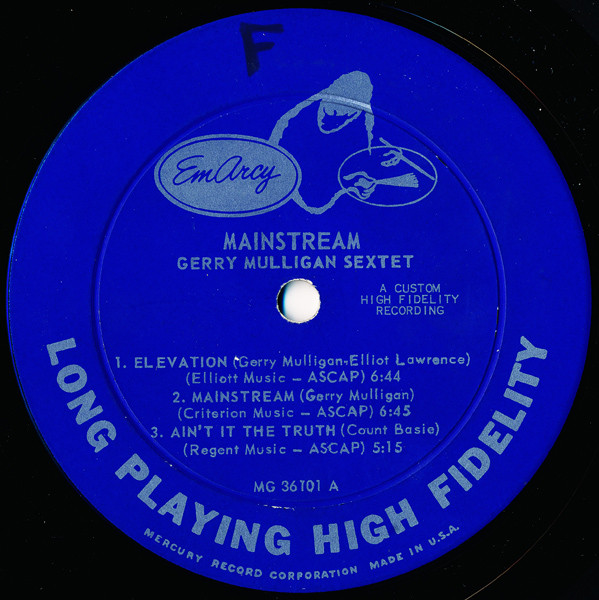 F
EmArcy
MAINSTREAM
GERRY MULLIGAN SEXTET
A CUSTOM
HIGH FIDELITY
RECORDING
1. ELEVATION (Gerry Mulligan-Elliot Lawrence)
(Elliott Music – ASCAP) 6:44
2. MAINSTREAM (Gerry Mulligan)
(Criterion Music – ASCAP) 6:45
3. AIN'T IT THE TRUTH (Count Basie)
(Regent Music – ASCAP) 5:15
MG 36101 A
LONG PLAYING HIGH FIDELITY
MERCURY RECORD CORPORATION MADE IN U.S.A.